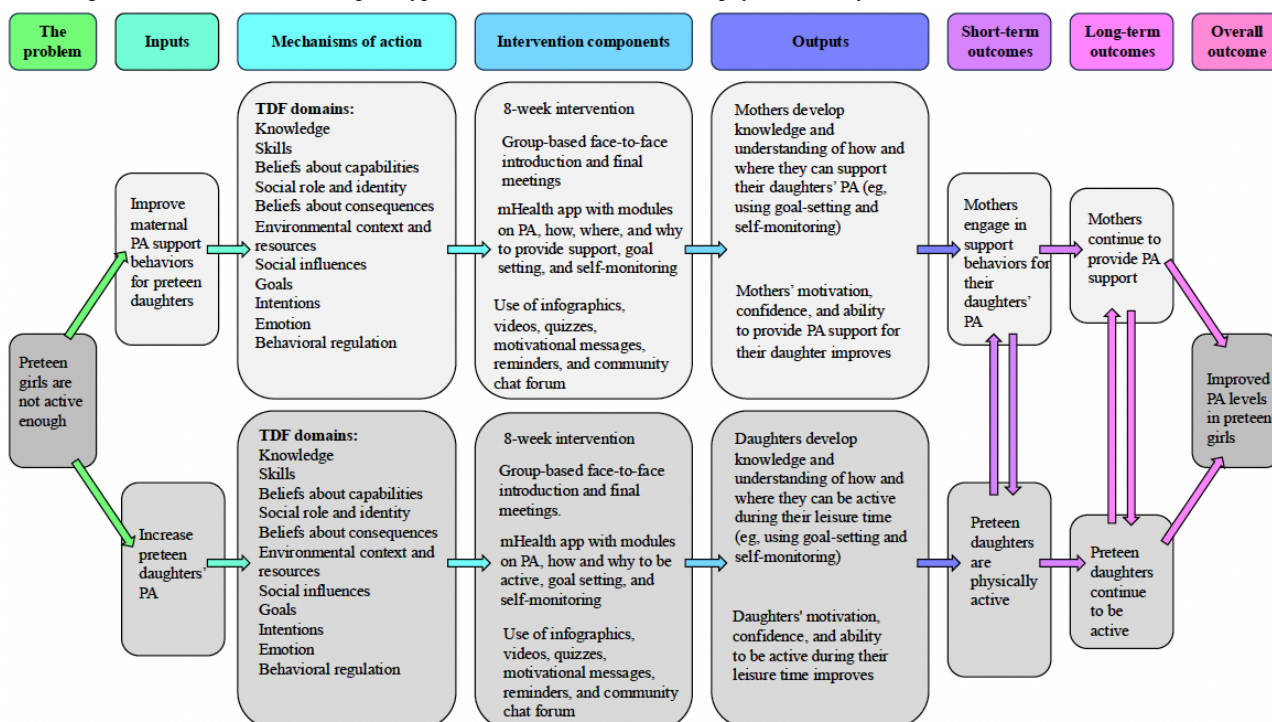 The
problem
Inputs
Mechanisms of action
Intervention components
Outputs
Short-term
outcomes
Long-term
outcomes
Overall
outcome
Preteen
girls are
not active
enough
Improve
maternal
PA support
behaviors
for preteen
daughters
TDF domains:
Knowledge
Skills
Beliefs about capabilities
Social role and identity
Beliefs about consequences
Environmental context and
resources
Social influences
Goals
Intentions
Emotion
Behavioral regulation
8-week intervention
Group-based face-to-face
introduction and final
meetings
mHealth app with modules
on PA, how, where, and why
to provide support, goal
setting, and self-monitoring
Use of infographics,
videos, quizzes,
motivational messages,
reminders, and community
chat forum
Mothers develop
knowledge and
understanding of how and
where they can support
their daughters’ PA (eg,
using goal-setting and
self-monitoring)
Mothers’ motivation,
confidence, and ability
to provide PA support for
their daughter improves
Mothers
engage in
support
behaviors for
their
daughters’
PA
Mothers
continue to
provide PA
support
Improved
PA levels
in preteen
girls
Increase
preteen
daughters’
PA
TDF domains:
Knowledge
Skills
Beliefs about capabilities
Social role and identity
Beliefs about consequences
Environmental context and
resources
Social influences
Goals
Intentions
Emotion
Behavioral regulation
8-week intervention
Group-based face-to-face
introduction and final
meetings.
mHealth app with modules
on PA, how and why to be
active, goal setting, and
self-monitoring
Use of infographics,
videos, quizzes,
motivational messages,
reminders, and community
chat forum
Daughters develop
knowledge and
understanding of how and
where they can be active
during their leisure time
(eg, using goal-setting and
self-monitoring)
Daughters' motivation,
confidence, and ability
to be active during their
leisure time improves
Preteen
daughters
are
physically
active
Preteen
daughters
continue to
be active